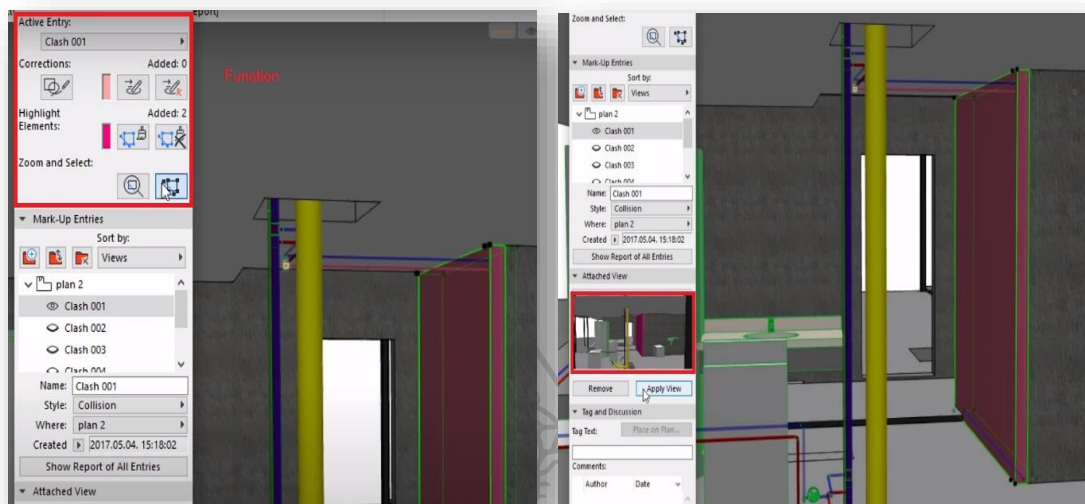 eport]
Active Entry:
Clash 001
Corrections: Added: 0
Function
Highlight Elements: Added: 2
Zoom and Select:
Mark-Up Entries
Sort by:
Views
plan 2
Clash 001
Clash 002
Clash 003
Clash 004
Name: Clash 001
Style: Collision
Where: plan 2
Created 2017.05.04. 15:18:02
Show Report of All Entries
Attached View
Zoom and Select:
Mark-Up Entries
Sort by:
Views
plan 2
Clash 001
Clash 002
Clash 003
Clash 004
Name: Clash 001
Style: Collision
Where: plan 2
Created 2017.05.04. 15:18:02
Show Report of All Entries
Attached View
Remove Apply View
Tag and Discussion
Tag Text: Place on Plan...
Comments:
Author Date